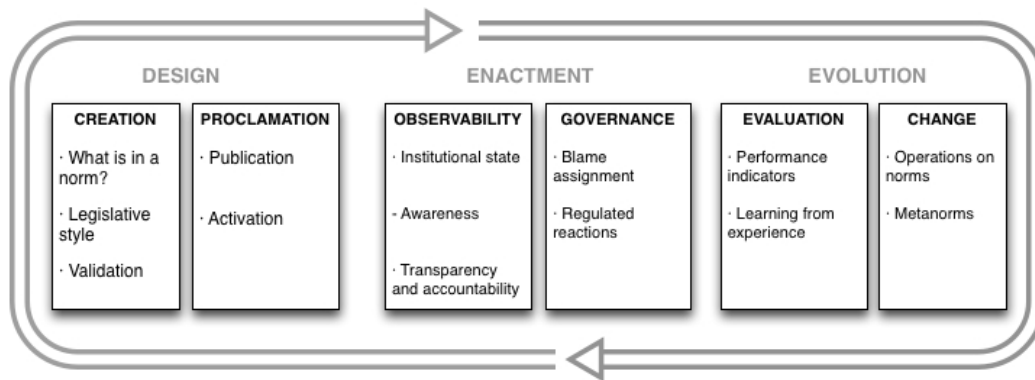 DESIGN
ENACTMENT
EVOLUTION
CREATION
· What is in a
norm?
· Legislative
style
· Validation
PROCLAMATION
· Publication
· Activation
OBSERVABILITY
· Institutional state
- Awareness
· Transparency
and accountability
GOVERNANCE
· Blame
assignment
· Regulated
reactions
EVALUATION
· Performance
indicators
· Learning from
experience
CHANGE
· Operations on
norms
· Metanorms